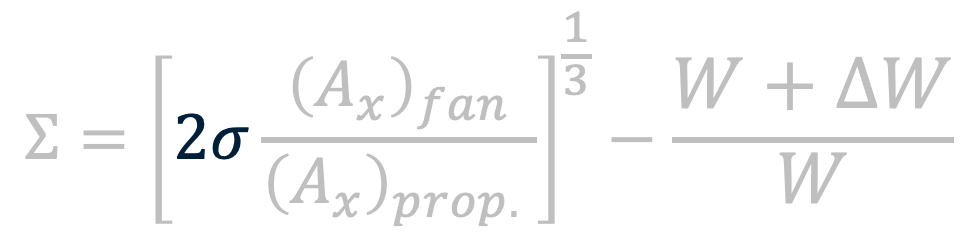 Σ = [2σ (A_x)_fan / (A_x)_prop.]^(1/3) − (W + ΔW) / W